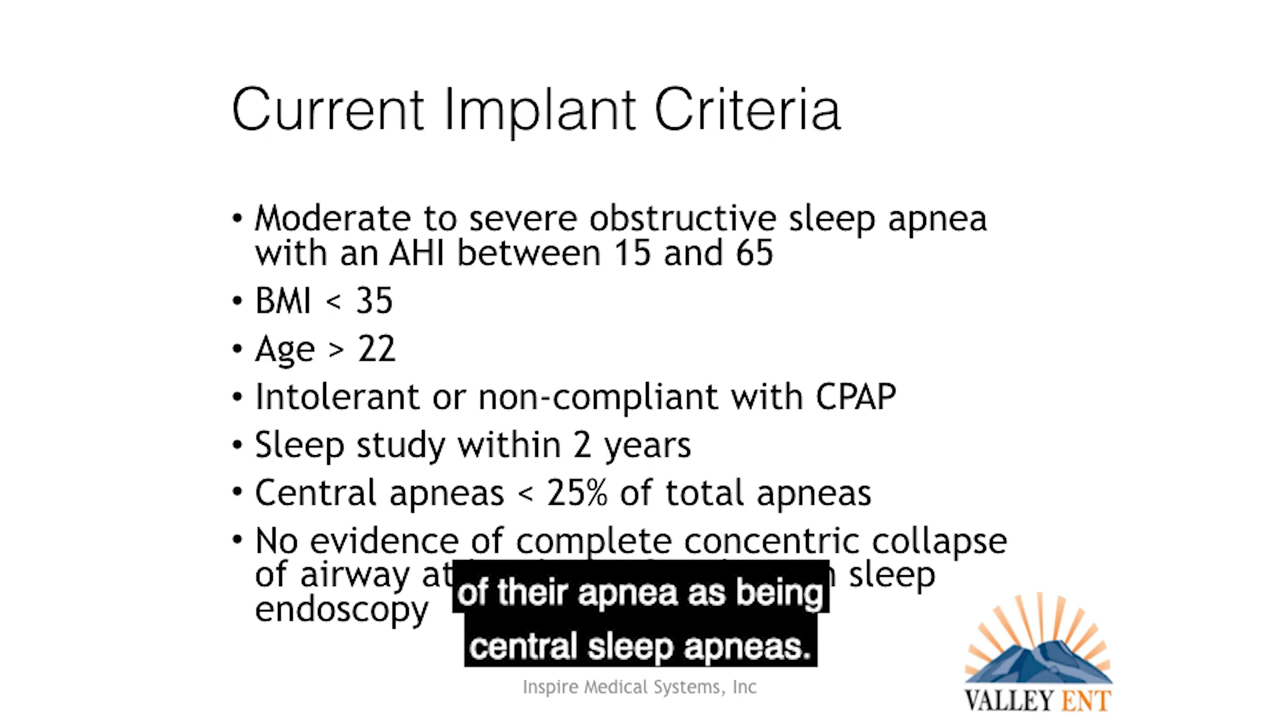 Current Implant Criteria
• Moderate to severe obstructive sleep apnea
with an AHI between 15 and 65
• BMI < 35
• Age > 22
• Intolerant or non-compliant with CPAP
• Sleep study within 2 years
• Central apneas < 25% of total apneas
• No evidence of complete concentric collapse
of airway at sleep
endoscopy
of their apnea as being
central sleep apneas.
Inspire Medical Systems, Inc
VALLEY ENT